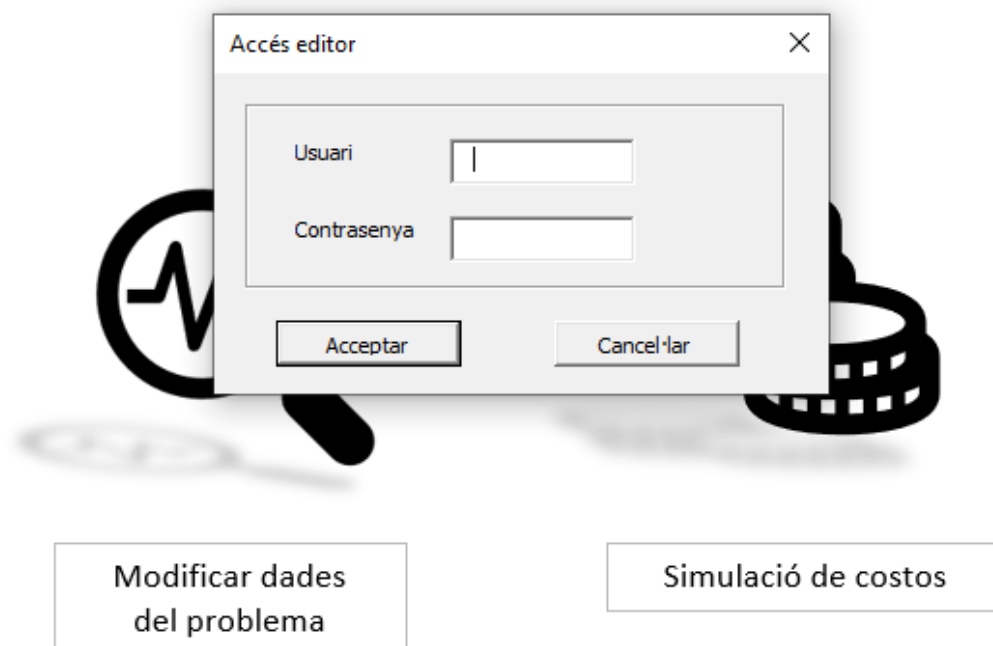 Accés editor
Usuari
Contrasenya
Acceptar
Cancel·lar
Modificar dades
del problema
Simulació de costos